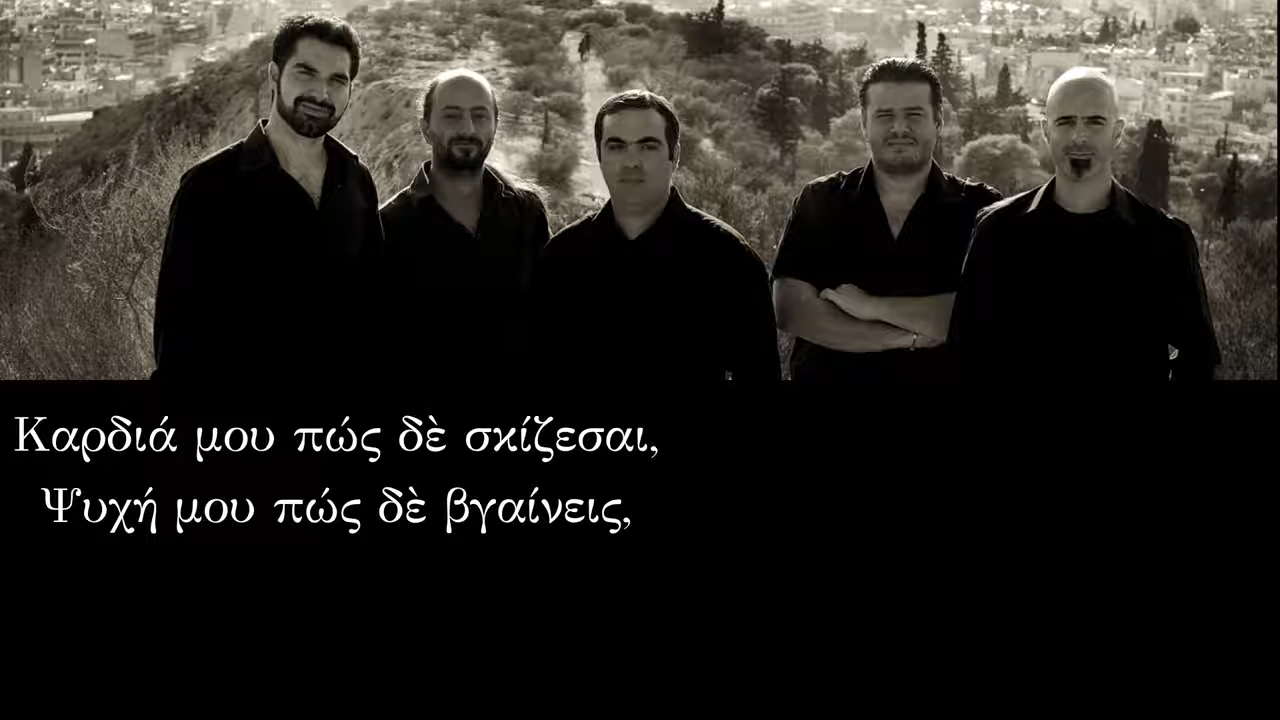 Καρδιά μου πώς δὲ σκίζεσαι,
Ψυχή μου πώς δὲ βγαίνεις,